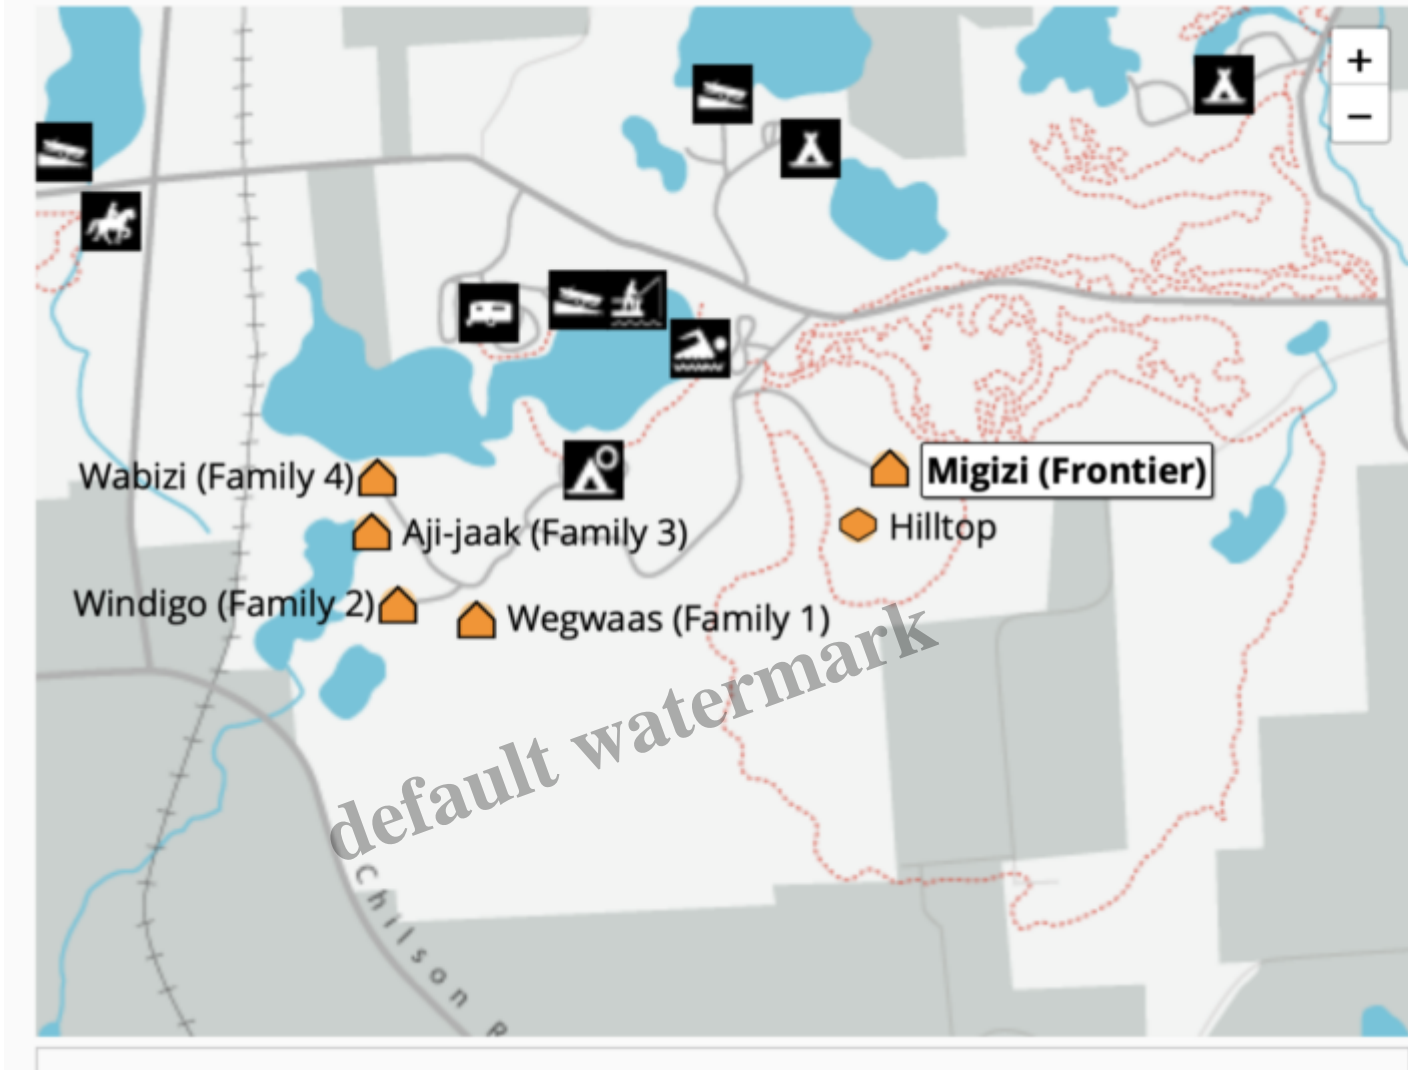 +
−
Wabizi (Family 4)
Migizi (Frontier)
Aji-jaak (Family 3)
Hilltop
Windigo (Family 2)
Wegwaas (Family 1)
default watermark
Chilson R